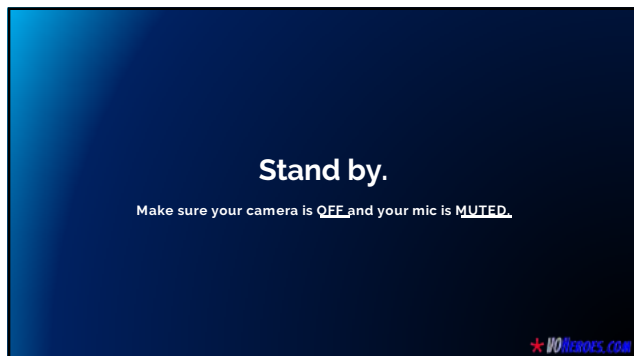 Stand by.
Make sure your camera is OFF and your mic is MUTED.
VOHEROES.COM